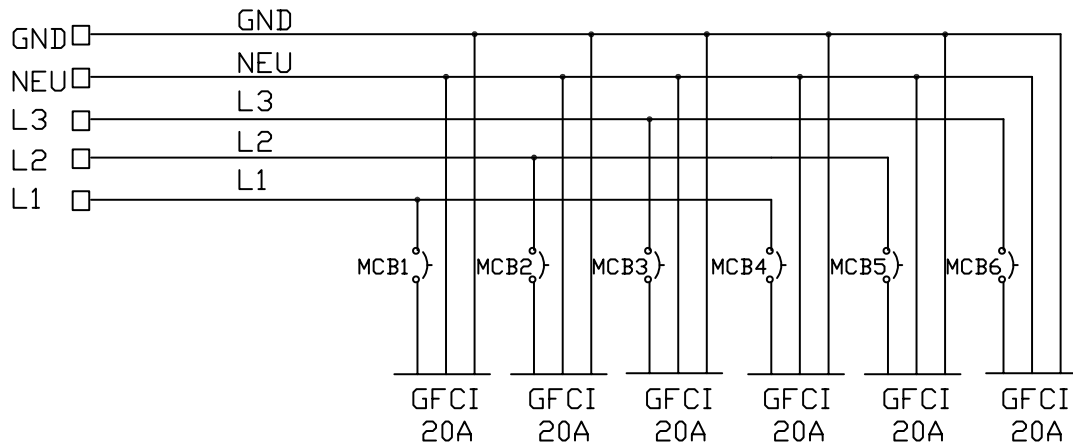 GND
GND
NEU
NEU
L3
L3
L2
L2
L1
L1
MCB1 MCB2 MCB3 MCB4 MCB5 MCB6
GFCI GFCI GFCI GFCI GFCI GFCI
20A 20A 20A 20A 20A 20A